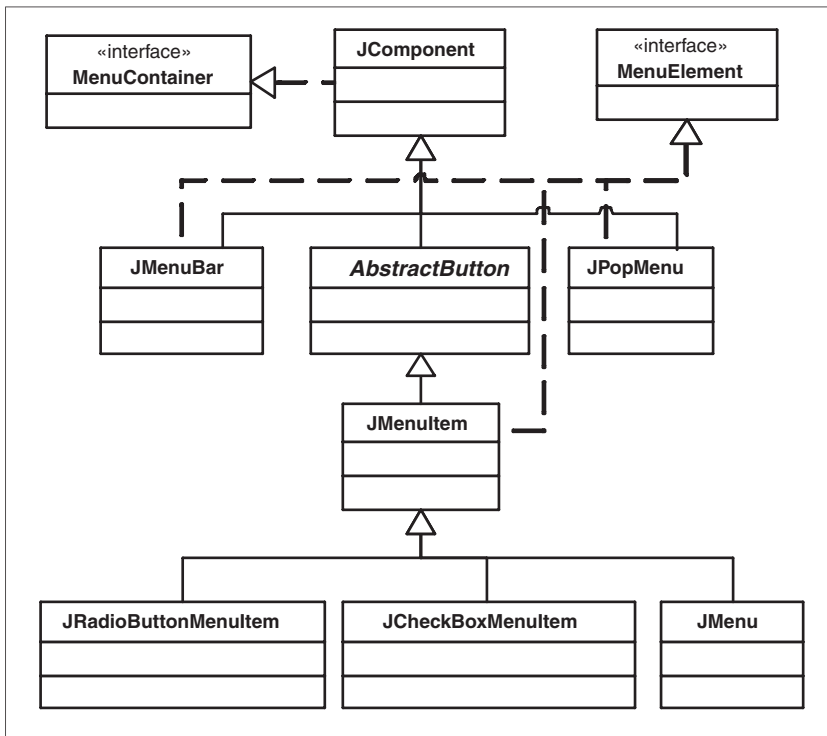 «interface»
MenuContainer
JComponent
«interface»
MenuElement
JMenuBar
AbstractButton
JPopMenu
JMenuItem
JRadioButtonMenuItem
JCheckBoxMenuItem
JMenu